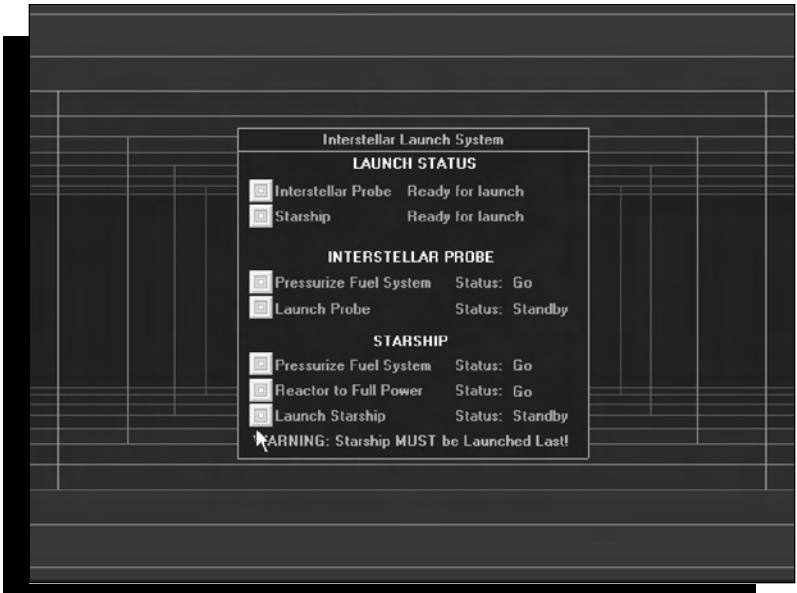 Interstellar Launch System
LAUNCH STATUS
Interstellar Probe Ready for launch
Starship Ready for launch
INTERSTELLAR PROBE
Pressurize Fuel System Status: Go
Launch Probe Status: Standby
STARSHIP
Pressurize Fuel System Status: Go
Reactor to Full Power Status: Go
Launch Starship Status: Standby
WARNING: Starship MUST be Launched Last!